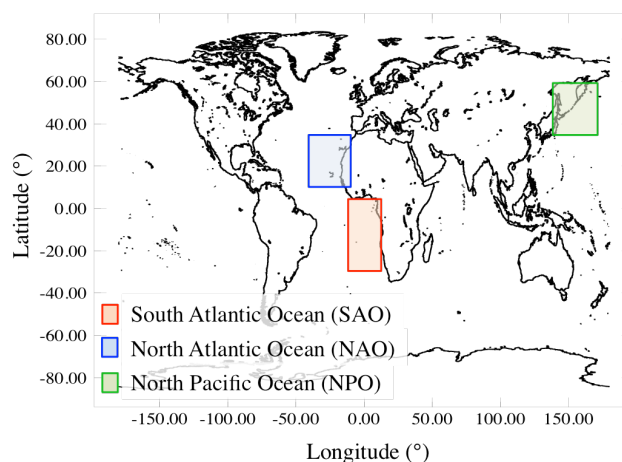 80.00
60.00
40.00
20.00
0.00
-20.00
-40.00
-60.00
-80.00
Latitude (°)
South Atlantic Ocean (SAO)
North Atlantic Ocean (NAO)
North Pacific Ocean (NPO)
-150.00 -100.00 -50.00 0.00 50.00 100.00 150.00
Longitude (°)